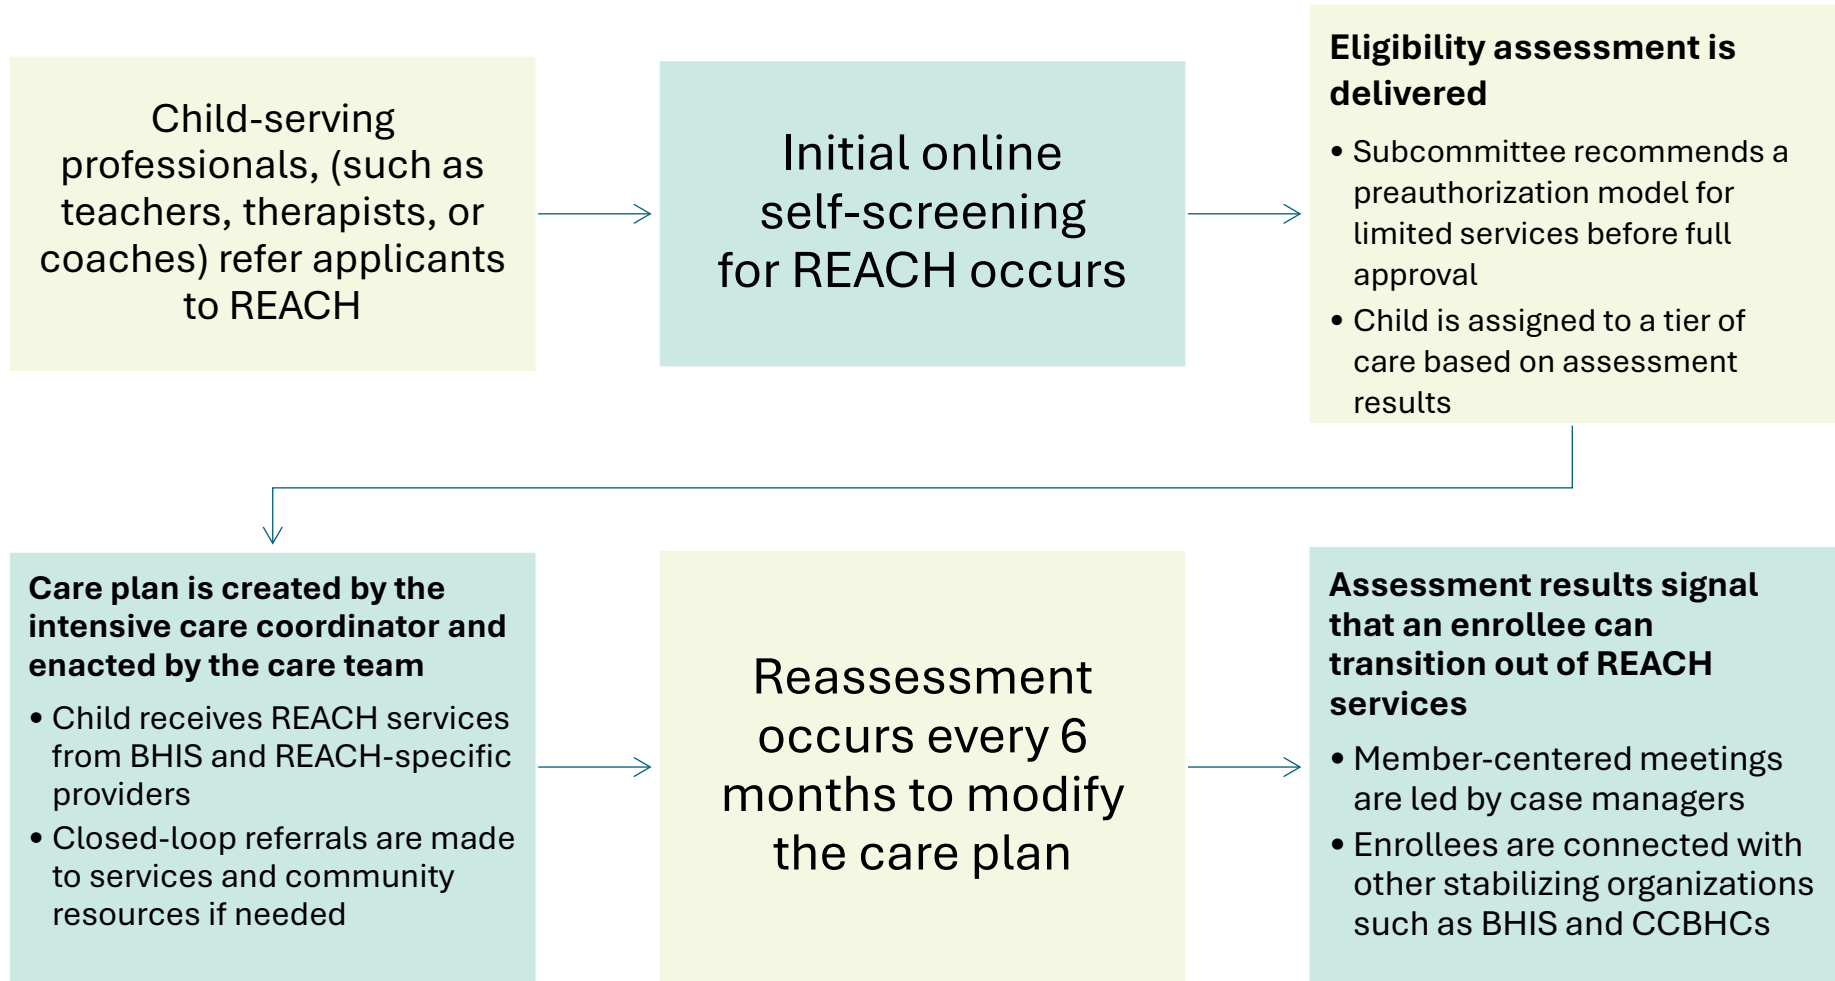 Child-serving
professionals, (such as
teachers, therapists, or
coaches) refer applicants
to REACH
Initial online
self-screening
for REACH occurs
Eligibility assessment is
delivered
• Subcommittee recommends a
preauthorization model for
limited services before full
approval
• Child is assigned to a tier of
care based on assessment
results
Care plan is created by the
intensive care coordinator and
enacted by the care team
• Child receives REACH services
from BHIS and REACH-specific
providers
• Closed-loop referrals are made
to services and community
resources if needed
Reassessment
occurs every 6
months to modify
the care plan
Assessment results signal
that an enrollee can
transition out of REACH
services
• Member-centered meetings
are led by case managers
• Enrollees are connected with
other stabilizing organizations
such as BHIS and CCBHCs